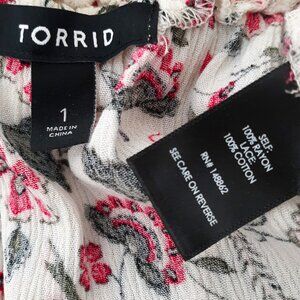 TORRID
1
MADE IN
CHINA
SELF:
100% RAYON
LACE:
100% COTTON
RN# 148862
SEE CARE ON REVERSE